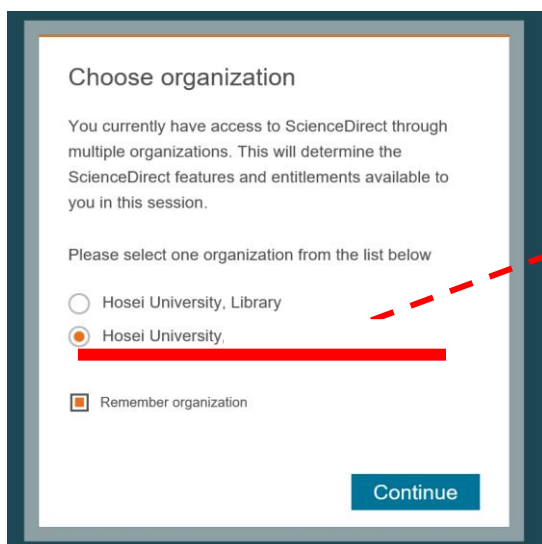 Choose organization
You currently have access to ScienceDirect through
multiple organizations. This will determine the
ScienceDirect features and entitlements available to
you in this session.
Please select one organization from the list below
Hosei University, Library
Hosei University,
Remember organization
Continue